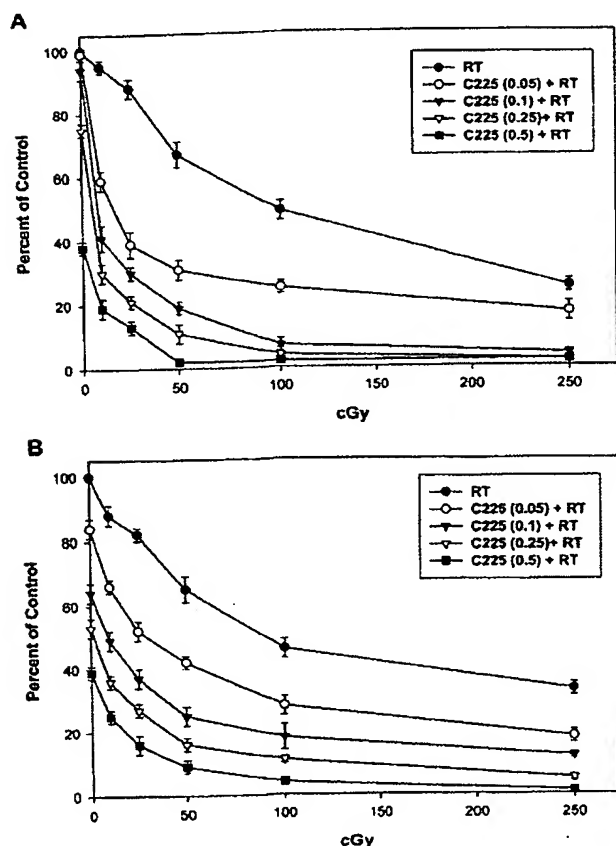 A
100
80
60
40
20
0
Percent of Control
RT
C225 (0.05) + RT
C225 (0.1) + RT
C225 (0.25)+ RT
C225 (0.5) + RT
0 50 100 150 200 250
cGy
B
100
80
60
40
20
0
Percent of Control
RT
C225 (0.05) + RT
C225 (0.1) + RT
C225 (0.25)+ RT
C225 (0.5) + RT
0 50 100 150 200 250
cGy